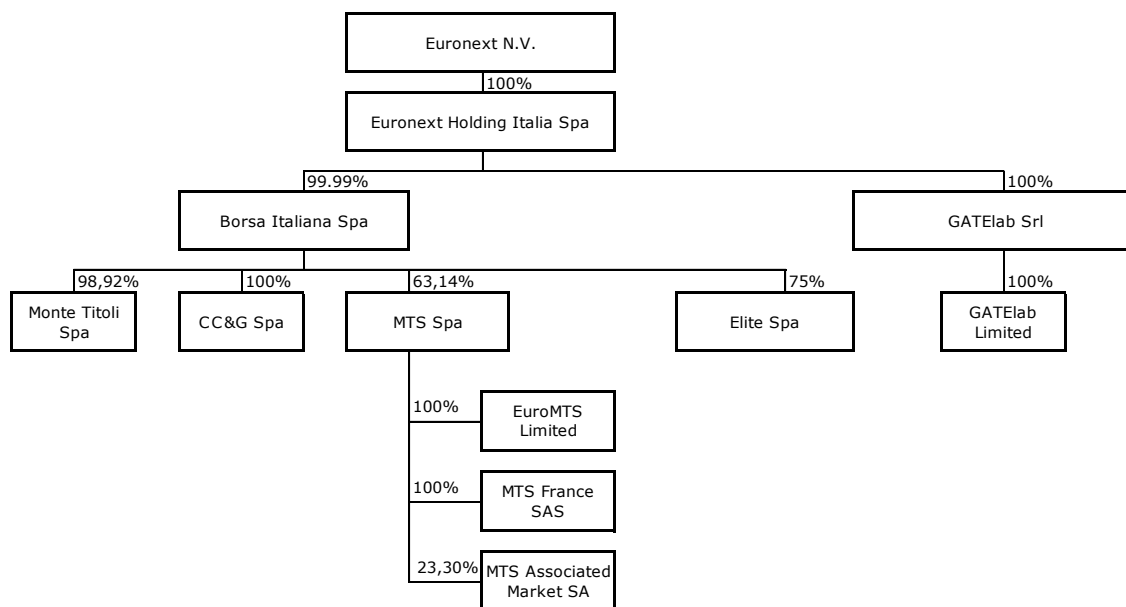 Euronext N.V.
100%
Euronext Holding Italia Spa
99.99%
100%
Borsa Italiana Spa
GATElab Srl
98,92%
100%
63,14%
75%
100%
Monte Titoli
Spa
CC&G Spa
MTS Spa
Elite Spa
GATElab
Limited
100%
EuroMTS
Limited
100%
MTS France
SAS
23,30%
MTS Associated
Market SA